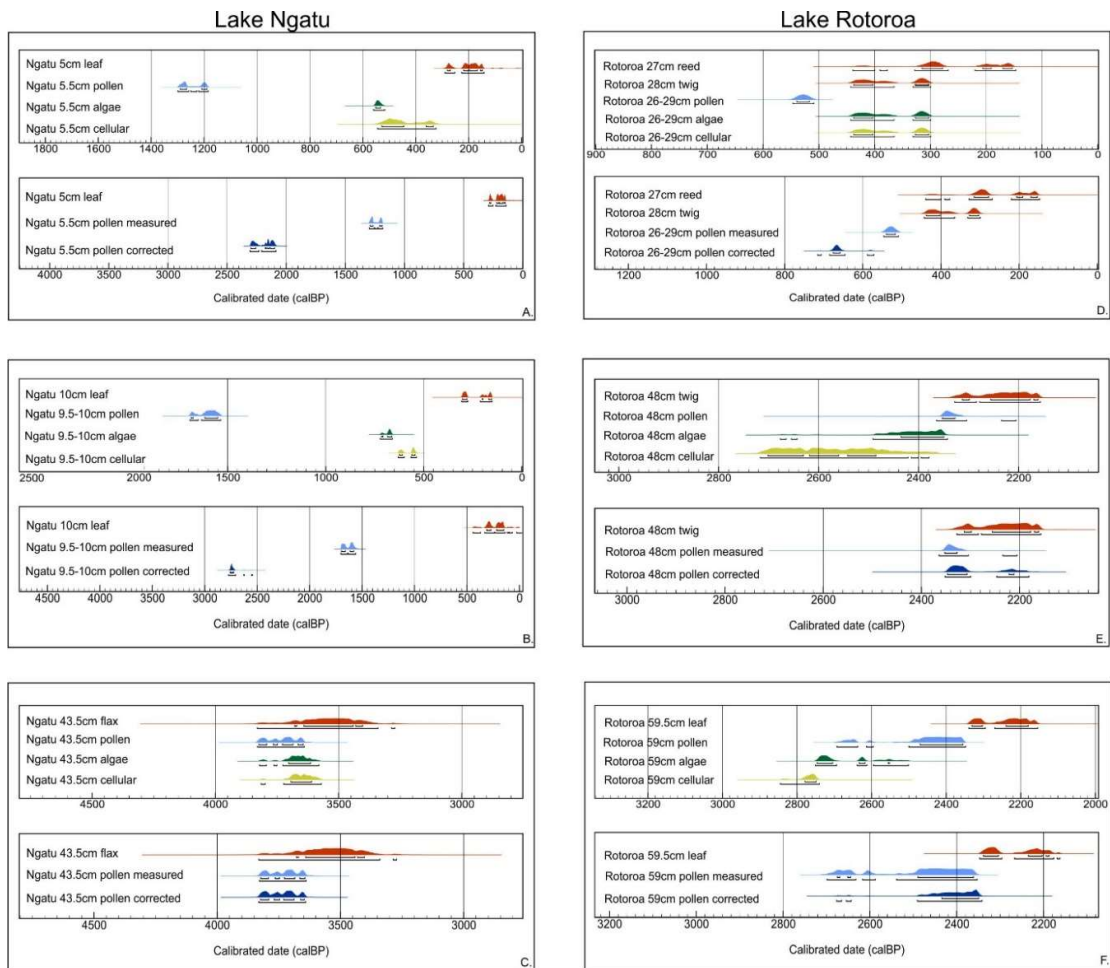 Lake Ngatu
Ngatu 5cm leaf
Ngatu 5.5cm pollen
Ngatu 5.5cm algae
Ngatu 5.5cm cellular
1800 1600 1400 1200 1000 800 600 400 200 0
Ngatu 5cm leaf
Ngatu 5.5cm pollen measured
Ngatu 5.5cm pollen corrected
4000 3500 3000 2500 2000 1500 1000 500 0
Calibrated date (calBP)
A.
Ngatu 10cm leaf
Ngatu 9.5-10cm pollen
Ngatu 9.5-10cm algae
Ngatu 9.5-10cm cellular
2500 2000 1500 1000 500 0
Ngatu 10cm leaf
Ngatu 9.5-10cm pollen measured
Ngatu 9.5-10cm pollen corrected
4500 4000 3500 3000 2500 2000 1500 1000 500 0
Calibrated date (calBP)
B.
Ngatu 43.5cm flax
Ngatu 43.5cm pollen
Ngatu 43.5cm algae
Ngatu 43.5cm cellular
4500 4000 3500 3000
Ngatu 43.5cm flax
Ngatu 43.5cm pollen measured
Ngatu 43.5cm pollen corrected
4500 4000 3500 3000
Calibrated date (calBP)
C.
Lake Rotoroa
Rotoroa 27cm reed
Rotoroa 28cm twig
Rotoroa 26-29cm pollen
Rotoroa 26-29cm algae
Rotoroa 26-29cm cellular
900 800 700 600 500 400 300 200 100 0
Rotoroa 27cm reed
Rotoroa 28cm twig
Rotoroa 26-29cm pollen measured
Rotoroa 26-29cm pollen corrected
1200 1000 800 600 400 200 0
Calibrated date (calBP)
D.
Rotoroa 48cm twig
Rotoroa 48cm pollen
Rotoroa 48cm algae
Rotoroa 48cm cellular
3000 2800 2600 2400 2200
Rotoroa 48cm twig
Rotoroa 48cm pollen measured
Rotoroa 48cm pollen corrected
3000 2800 2600 2400 2200
Calibrated date (calBP)
E.
Rotoroa 59.5cm leaf
Rotoroa 59cm pollen
Rotoroa 59cm algae
Rotoroa 59cm cellular
3200 3000 2800 2600 2400 2200 2000
Rotoroa 59.5cm leaf
Rotoroa 59cm pollen measured
Rotoroa 59cm pollen corrected
3200 3000 2800 2600 2400 2200
Calibrated date (calBP)
F.